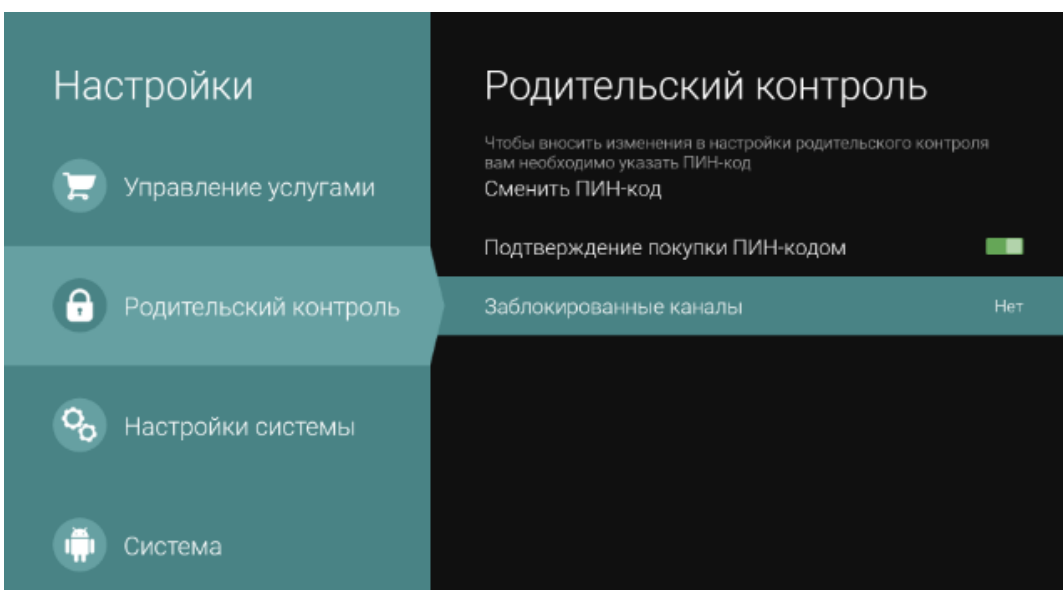 Настройки
Управление услугами
Родительский контроль
Настройки системы
Система
Родительский контроль
Чтобы вносить изменения в настройки родительского контроля
вам необходимо указать ПИН-код
Сменить ПИН-код
Подтверждение покупки ПИН-кодом
Заблокированные каналы Нет